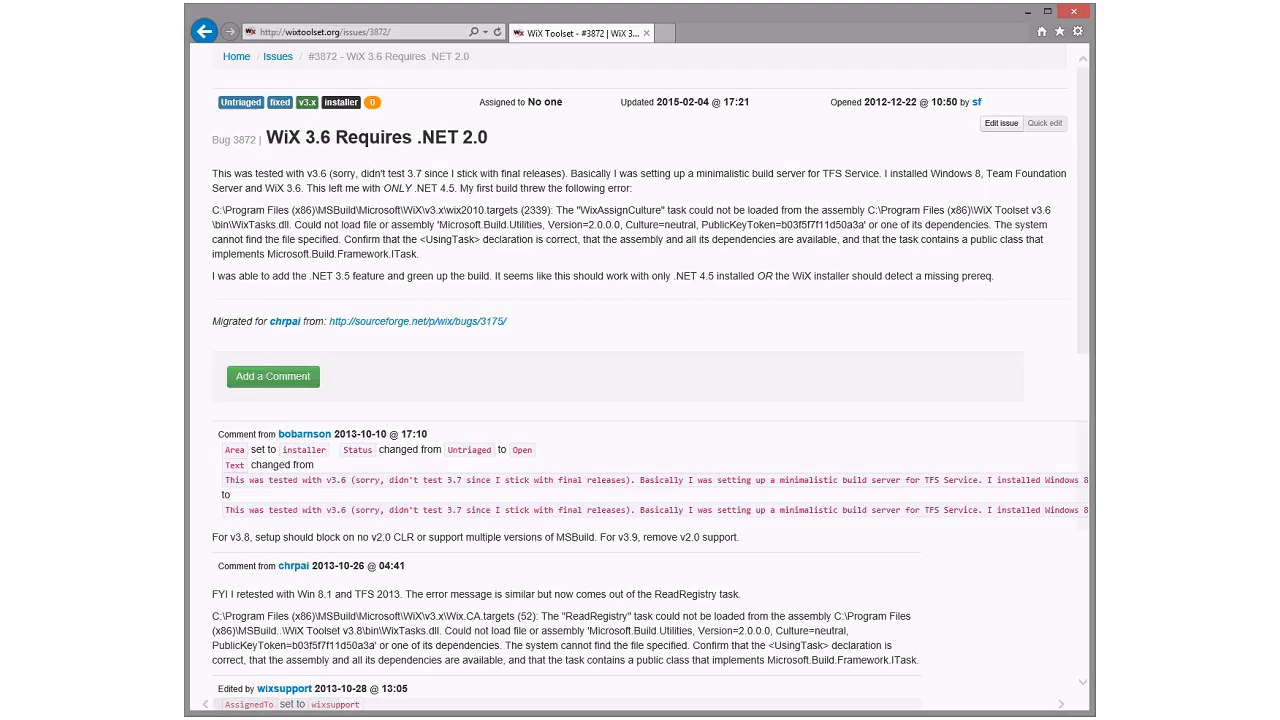 http://wixtoolset.org/issues/3872/
WiX Toolset - #3872 | WiX 3...
Home / Issues / #3872 - WiX 3.6 Requires .NET 2.0
Untriaged fixed v3.x installer 0 Assigned to No one Updated 2015-02-04 @ 17:21 Opened 2012-12-22 @ 10:50 by sf
Edit issue Quick edit
Bug 3872 | WiX 3.6 Requires .NET 2.0
This was tested with v3.6 (sorry, didn't test 3.7 since I stick with final releases). Basically I was setting up a minimalistic build server for TFS Service. I installed Windows 8, Team Foundation
Server and WiX 3.6. This left me with ONLY .NET 4.5. My first build threw the following error:
C:\Program Files (x86)\MSBuild\Microsoft\WiX\v3.x\wix2010.targets (2339): The "WixAssignCulture" task could not be loaded from the assembly C:\Program Files (x86)\WiX Toolset v3.6
\bin\WixTasks.dll. Could not load file or assembly 'Microsoft.Build.Utilities, Version=2.0.0.0, Culture=neutral, PublicKeyToken=b03f5f7f11d50a3a' or one of its dependencies. The system
cannot find the file specified. Confirm that the <UsingTask> declaration is correct, that the assembly and all its dependencies are available, and that the task contains a public class that
implements Microsoft.Build.Framework.ITask.
I was able to add the .NET 3.5 feature and green up the build. It seems like this should work with only .NET 4.5 installed OR the WiX installer should detect a missing prereq.
Migrated for chrpai from: http://sourceforge.net/p/wix/bugs/3175/
Add a Comment
Comment from bobarnson 2013-10-10 @ 17:10
Area set to installer Status changed from Untriaged to Open
Text changed from
This was tested with v3.6 (sorry, didn't test 3.7 since I stick with final releases). Basically I was setting up a minimalistic build server for TFS Service. I installed Windows 8
to
This was tested with v3.6 (sorry, didn't test 3.7 since I stick with final releases). Basically I was setting up a minimalistic build server for TFS Service. I installed Windows 8
For v3.8, setup should block on no v2.0 CLR or support multiple versions of MSBuild. For v3.9, remove v2.0 support.
Comment from chrpai 2013-10-26 @ 04:41
FYI I retested with Win 8.1 and TFS 2013. The error message is similar but now comes out of the ReadRegistry task.
C:\Program Files (x86)\MSBuild\Microsoft\WiX\v3.x\Wix.CA.targets (52): The "ReadRegistry" task could not be loaded from the assembly C:\Program Files
(x86)\MSBuild..\WiX Toolset v3.8\bin\WixTasks.dll. Could not load file or assembly 'Microsoft.Build.Utilities, Version=2.0.0.0, Culture=neutral,
PublicKeyToken=b03f5f7f11d50a3a' or one of its dependencies. The system cannot find the file specified. Confirm that the <UsingTask> declaration is
correct, that the assembly and all its dependencies are available, and that the task contains a public class that implements Microsoft.Build.Framework.ITask.
Edited by wixsupport 2013-10-28 @ 13:05
AssignedTo set to wixsupport